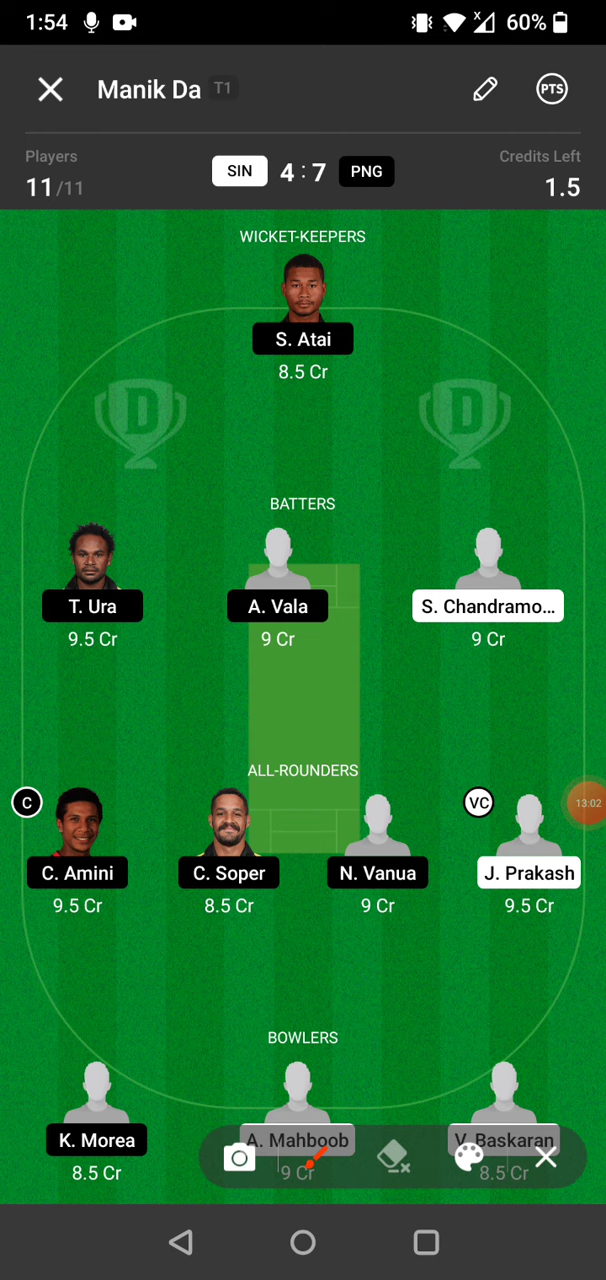 1:54 60%
Manik Da T1 PTS
Players Credits Left
11/11 SIN 4 : 7 PNG 1.5
WICKET-KEEPERS
S. Atai
8.5 Cr
D D
BATTERS
T. Ura A. Vala S. Chandramo...
9.5 Cr 9 Cr 9 Cr
ALL-ROUNDERS
C VC 13:02
C. Amini C. Soper N. Vanua J. Prakash
9.5 Cr 8.5 Cr 9 Cr 9.5 Cr
BOWLERS
K. Morea A. Mahboob V. Baskaran
8.5 Cr 9 Cr 8.5 Cr